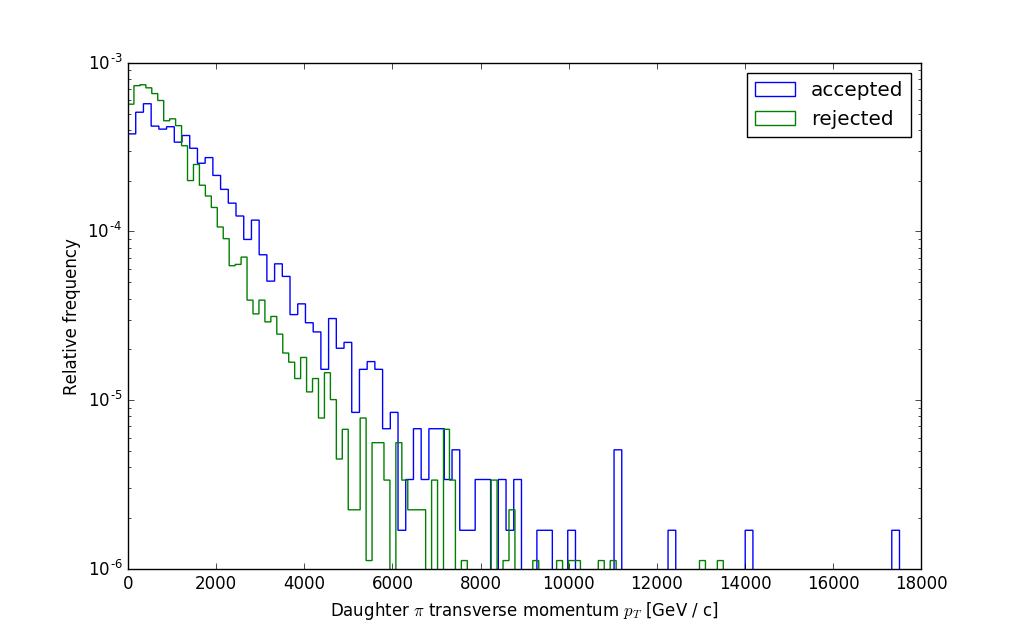 accepted
rejected
10^-3
10^-4
10^-5
10^-6
Relative frequency
0 2000 4000 6000 8000 10000 12000 14000 16000 18000
Daughter π transverse momentum p_T [GeV / c]